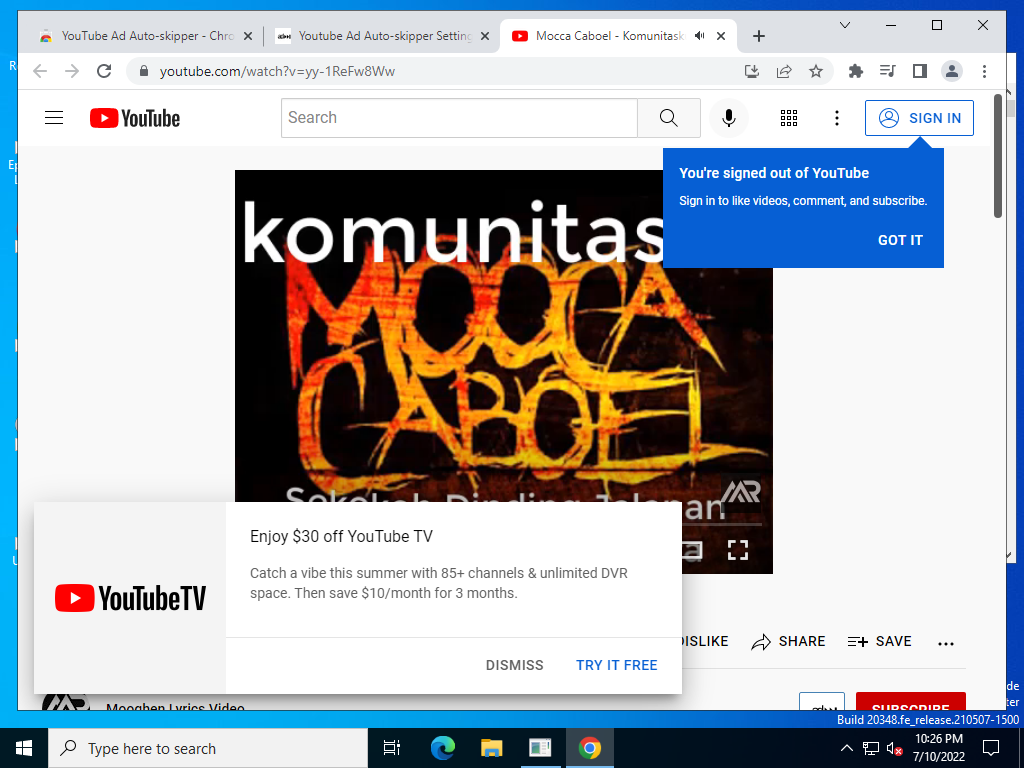 YouTube Ad Auto-skipper - Chro
Youtube Ad Auto-skipper Setting
Mocca Caboel - Komunitask
youtube.com/watch?v=yy-1ReFw8Ww
YouTube
Search
SIGN IN
You're signed out of YouTube
Sign in to like videos, comment, and subscribe.
GOT IT
komunitas
MOCCA
CABOEL
Sekokoh Dinding Jalanan
MR
Enjoy $30 off YouTube TV
Catch a vibe this summer with 85+ channels & unlimited DVR
space. Then save $10/month for 3 months.
YouTubeTV
DISMISS
TRY IT FREE
DISLIKE
SHARE
SAVE
Mooghen Lyrics Video
SUBSCRIBE
Build 20348.fe_release.210507-1500
Type here to search
10:26 PM
7/10/2022